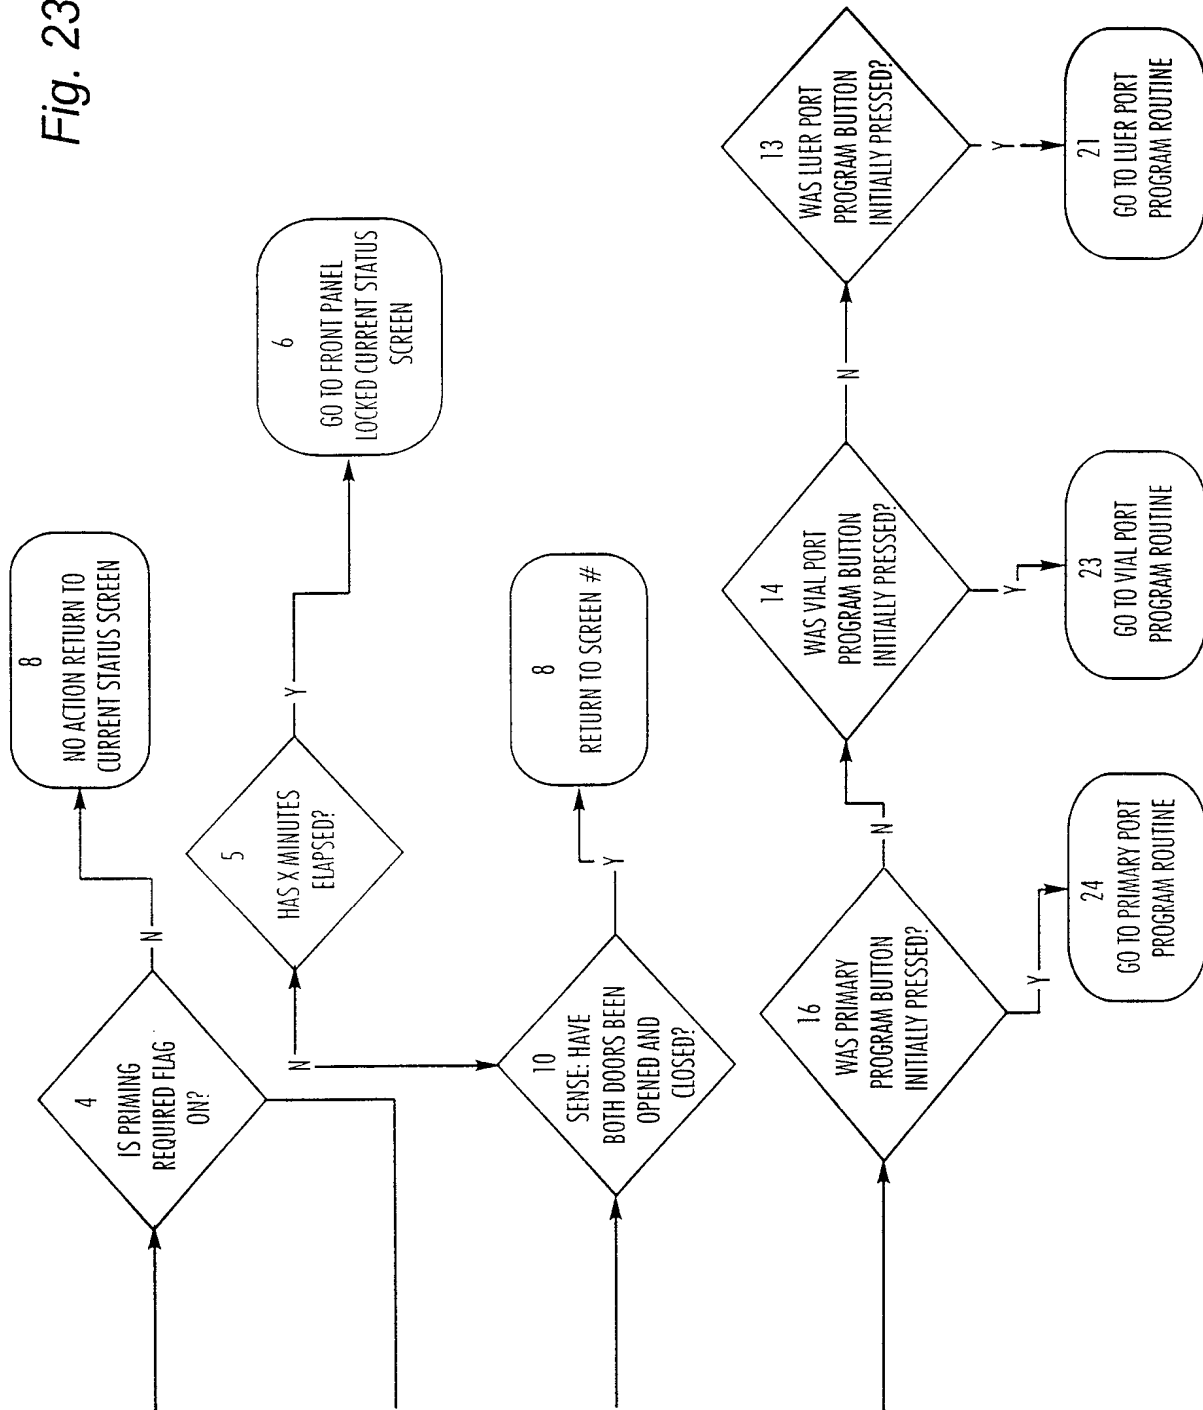 Fig. 23
4
IS PRIMING
REQUIRED FLAG
ON?
N
8
NO ACTION RETURN TO
CURRENT STATUS SCREEN
5
HAS X MINUTES
ELAPSED?
N
Y
6
GO TO FRONT PANEL
LOCKED CURRENT STATUS
SCREEN
10
SENSE: HAVE
BOTH DOORS BEEN
OPENED AND
CLOSED?
Y
8
RETURN TO SCREEN #
16
WAS PRIMARY
PROGRAM BUTTON
INITIALLY PRESSED?
N
Y
24
GO TO PRIMARY PORT
PROGRAM ROUTINE
14
WAS VIAL PORT
PROGRAM BUTTON
INITIALLY PRESSED?
N
Y
23
GO TO VIAL PORT
PROGRAM ROUTINE
13
WAS LUER PORT
PROGRAM BUTTON
INITIALLY PRESSED?
Y
21
GO TO LUER PORT
PROGRAM ROUTINE